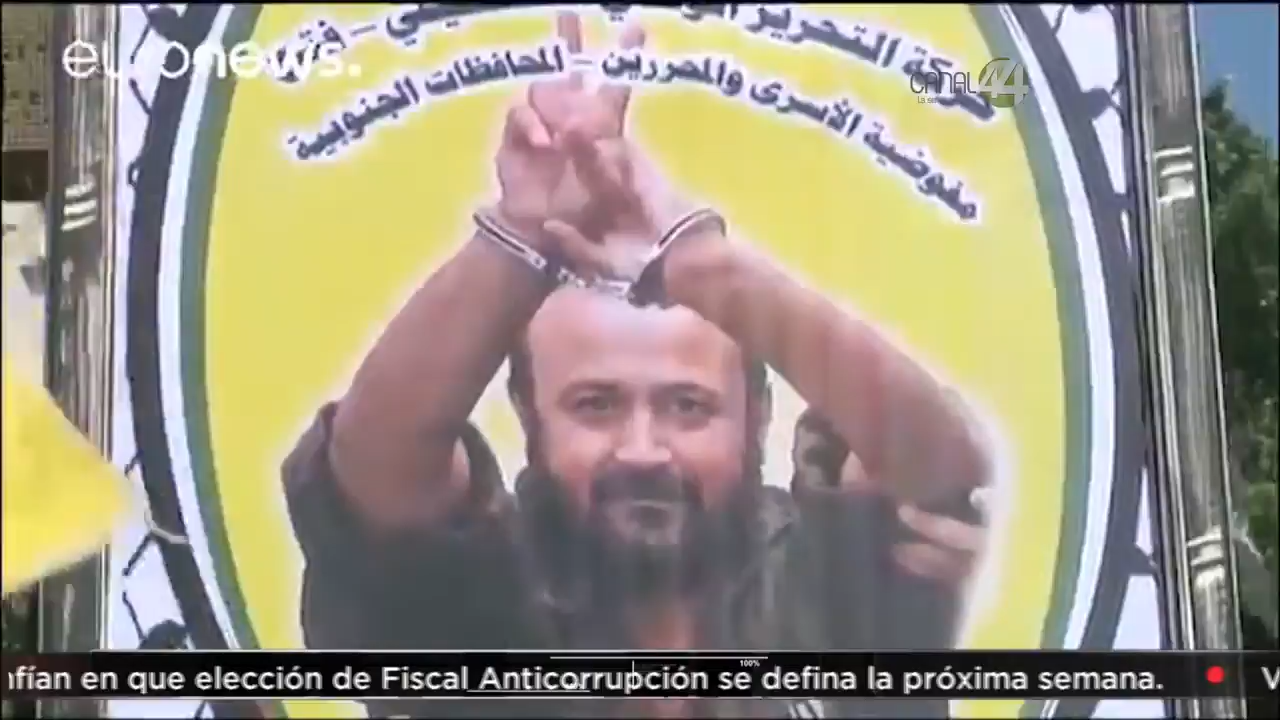 euronews.
CANAL 44
حركة التحرير الوطني الفلسطيني - فتح
مفوضية الأسرى والمحررين - المحافظات الجنوبية
100%
nfían en que elección de Fiscal Anticorrupción se defina la próxima semana.
V